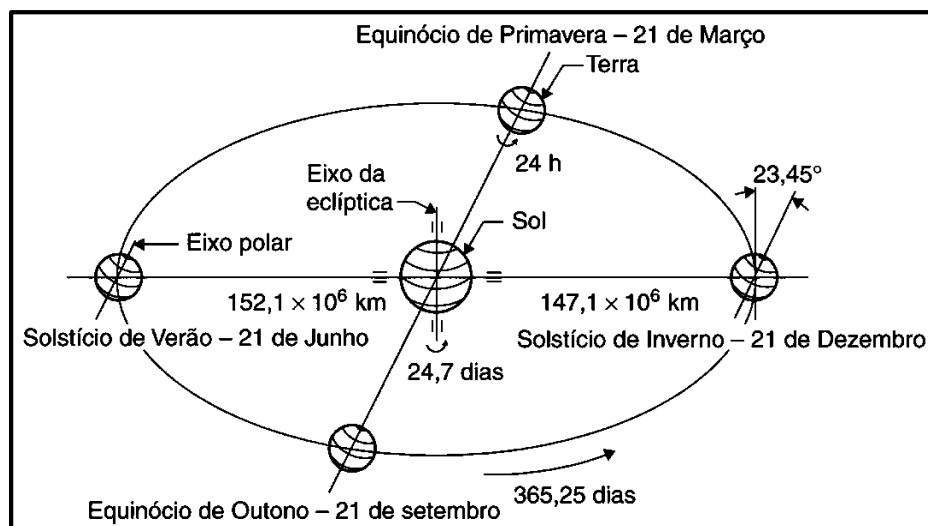 Equinócio de Primavera – 21 de Março
Terra
24 h
23,45°
Eixo da
eclíptica
Sol
Eixo polar
152,1 × 10⁶ km
147,1 × 10⁶ km
Solstício de Verão – 21 de Junho
Solstício de Inverno – 21 de Dezembro
24,7 dias
365,25 dias
Equinócio de Outono – 21 de setembro